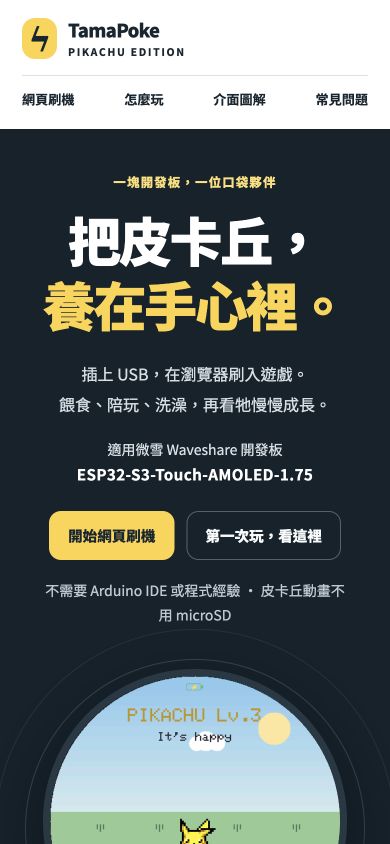 TamaPoke
PIKACHU EDITION
網頁刷機 怎麼玩 介面圖解 常見問題
一塊開發板，一位口袋夥伴
把皮卡丘，
養在手心裡。
插上 USB，在瀏覽器刷入遊戲。
餵食、陪玩、洗澡，再看牠慢慢成長。
適用微雪 Waveshare 開發板
ESP32-S3-Touch-AMOLED-1.75
開始網頁刷機 第一次玩，看這裡
不需要 Arduino IDE 或程式經驗 · 皮卡丘動畫不
用 microSD
PIKACHU Lv.3
It's happy